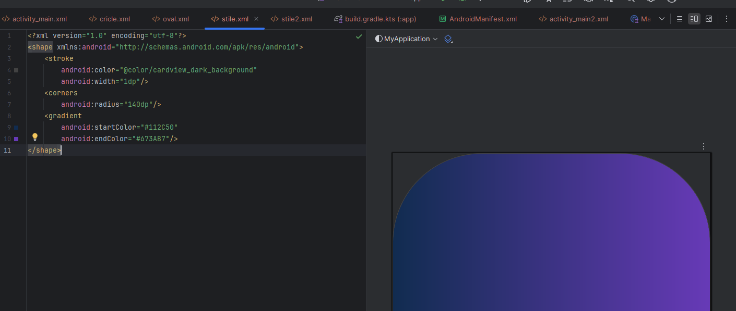 activity_main.xml cricle.xml oval.xml stile.xml stile2.xml build.gradle.kts (:app) AndroidManifest.xml activity_main2.xml
MyApplication
1 <?xml version="1.0" encoding="utf-8"?>
2 <shape xmlns:android="http://schemas.android.com/apk/res/android">
3 <stroke
4 android:color="@color/cardview_dark_background"
5 android:width="1dp"/>
6 <corners
7 android:radius="140dp"/>
8 <gradient
9 android:startColor="#112C50"
10 android:endColor="#673AB7"/>
11 </shape>